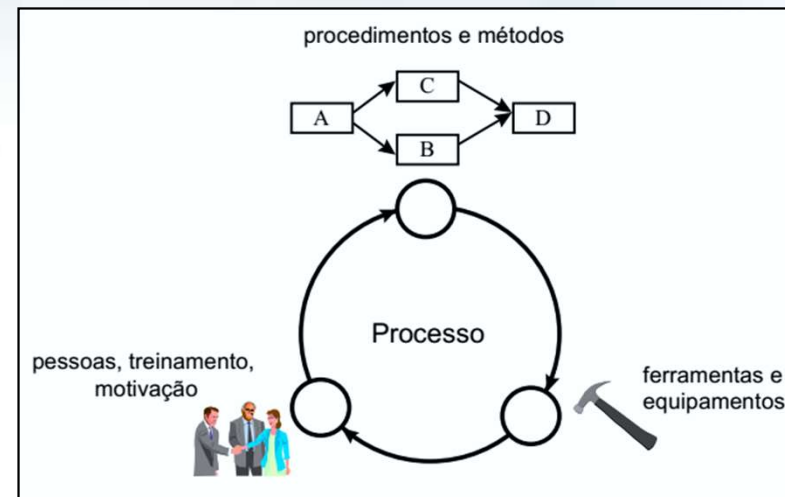 procedimentos e métodos
C
A
D
B
Processo
pessoas, treinamento,
motivação
ferramentas e
equipamentos